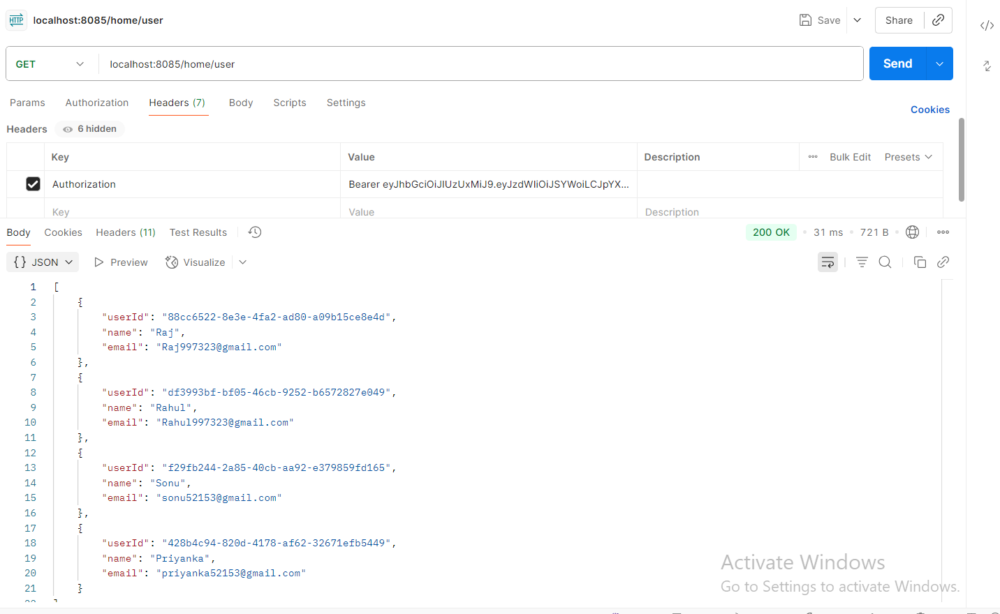 HTTP localhost:8085/home/user Save Share
GET localhost:8085/home/user Send
Params Authorization Headers (7) Body Scripts Settings Cookies
Headers 6 hidden
Key Value Description Bulk Edit Presets
Authorization Bearer eyJhbGciOiJIUzUxMiJ9.eyJzdWIiOiJSYWoiLCJpYX...
Key Value Description
Body Cookies Headers (11) Test Results 200 OK 31 ms 721 B
{} JSON Preview Visualize
1 [
2 {
3 "userId": "88cc6522-8e3e-4fa2-ad80-a09b15ce8e4d",
4 "name": "Raj",
5 "email": "Raj997323@gmail.com"
6 },
7 {
8 "userId": "df3993bf-bf05-46cb-9252-b6572827e049",
9 "name": "Rahul",
10 "email": "Rahul997323@gmail.com"
11 },
12 {
13 "userId": "f29fb244-2a85-40cb-aa92-e379859fd165",
14 "name": "Sonu",
15 "email": "sonu52153@gmail.com"
16 },
17 {
18 "userId": "428b4c94-820d-4178-af62-32671efb5449",
19 "name": "Priyanka",
20 "email": "priyanka52153@gmail.com"
21 }
22 ]
Activate Windows
Go to Settings to activate Windows.